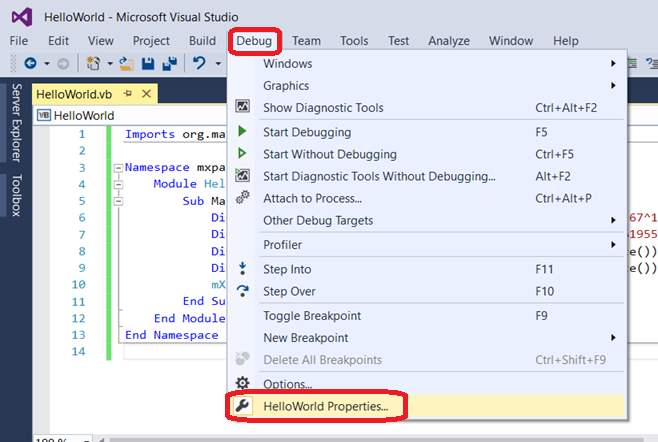 HelloWorld - Microsoft Visual Studio
File Edit View Project Build Debug Team Tools Test Analyze Window Help
HelloWorld.vb
HelloWorld
Server Explorer
Toolbox
1 Imports org.ma
2
3 Namespace mxpa
4 Module Hel
5 Sub Ma
6 Di 67^1
7 Di 1955
8 Di e())
9 Di e())
10 mX
11 End Su
12 End Module
13 End Namespace
14
Windows
Graphics
Show Diagnostic Tools Ctrl+Alt+F2
Start Debugging F5
Start Without Debugging Ctrl+F5
Start Diagnostic Tools Without Debugging... Alt+F2
Attach to Process... Ctrl+Alt+P
Other Debug Targets
Profiler
Step Into F11
Step Over F10
Toggle Breakpoint F9
New Breakpoint
Delete All Breakpoints Ctrl+Shift+F9
Options...
HelloWorld Properties...